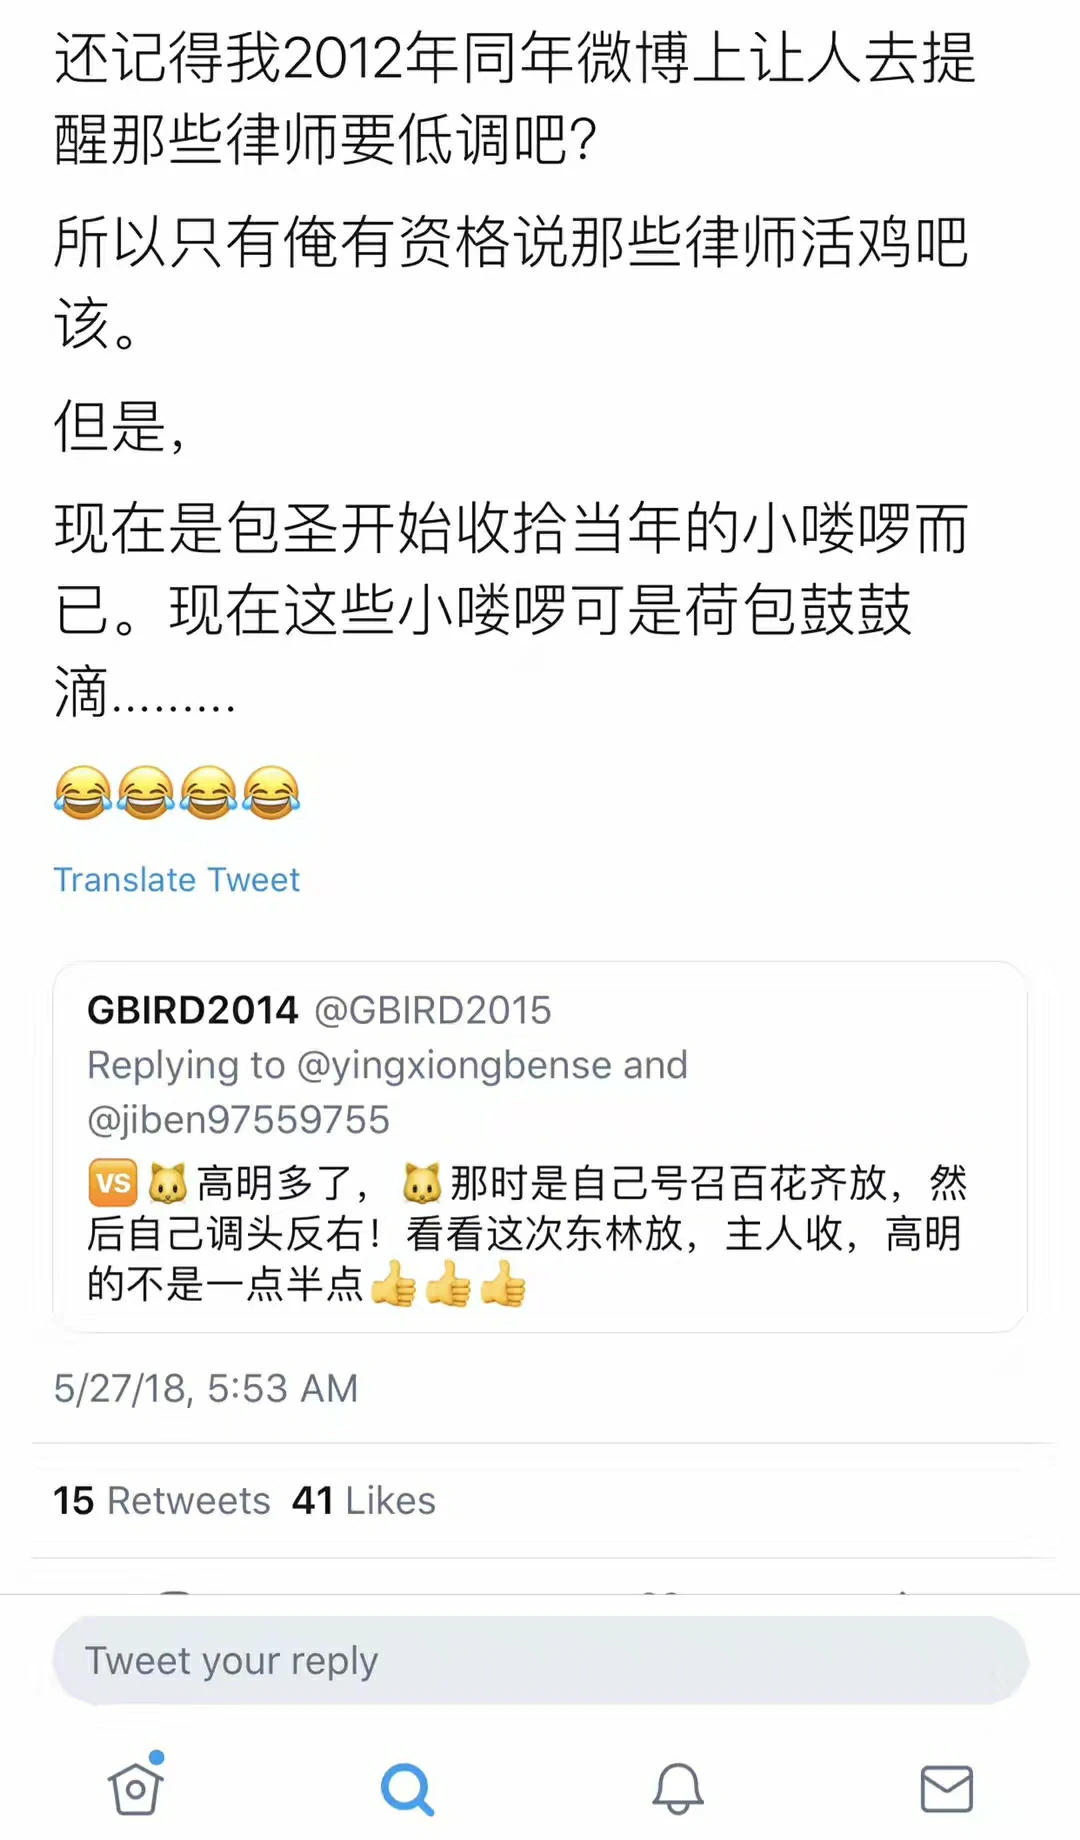 还记得我2012年同年微博上让人去提
醒那些律师要低调吧?
所以只有俺有资格说那些律师活鸡吧
该。
但是，
现在是包圣开始收拾当年的小喽啰而
已。现在这些小喽啰可是荷包鼓鼓
滴.........
😂😂😂😂
Translate Tweet
GBIRD2014 @GBIRD2015
Replying to @yingxiongbense and
@jiben97559755
🆚🐱高明多了，🐱那时是自己号召百花齐放，然
后自己调头反右！看看这次东林放，主人收，高明
的不是一点半点👍👍👍
5/27/18, 5:53 AM
15 Retweets 41 Likes
Tweet your reply